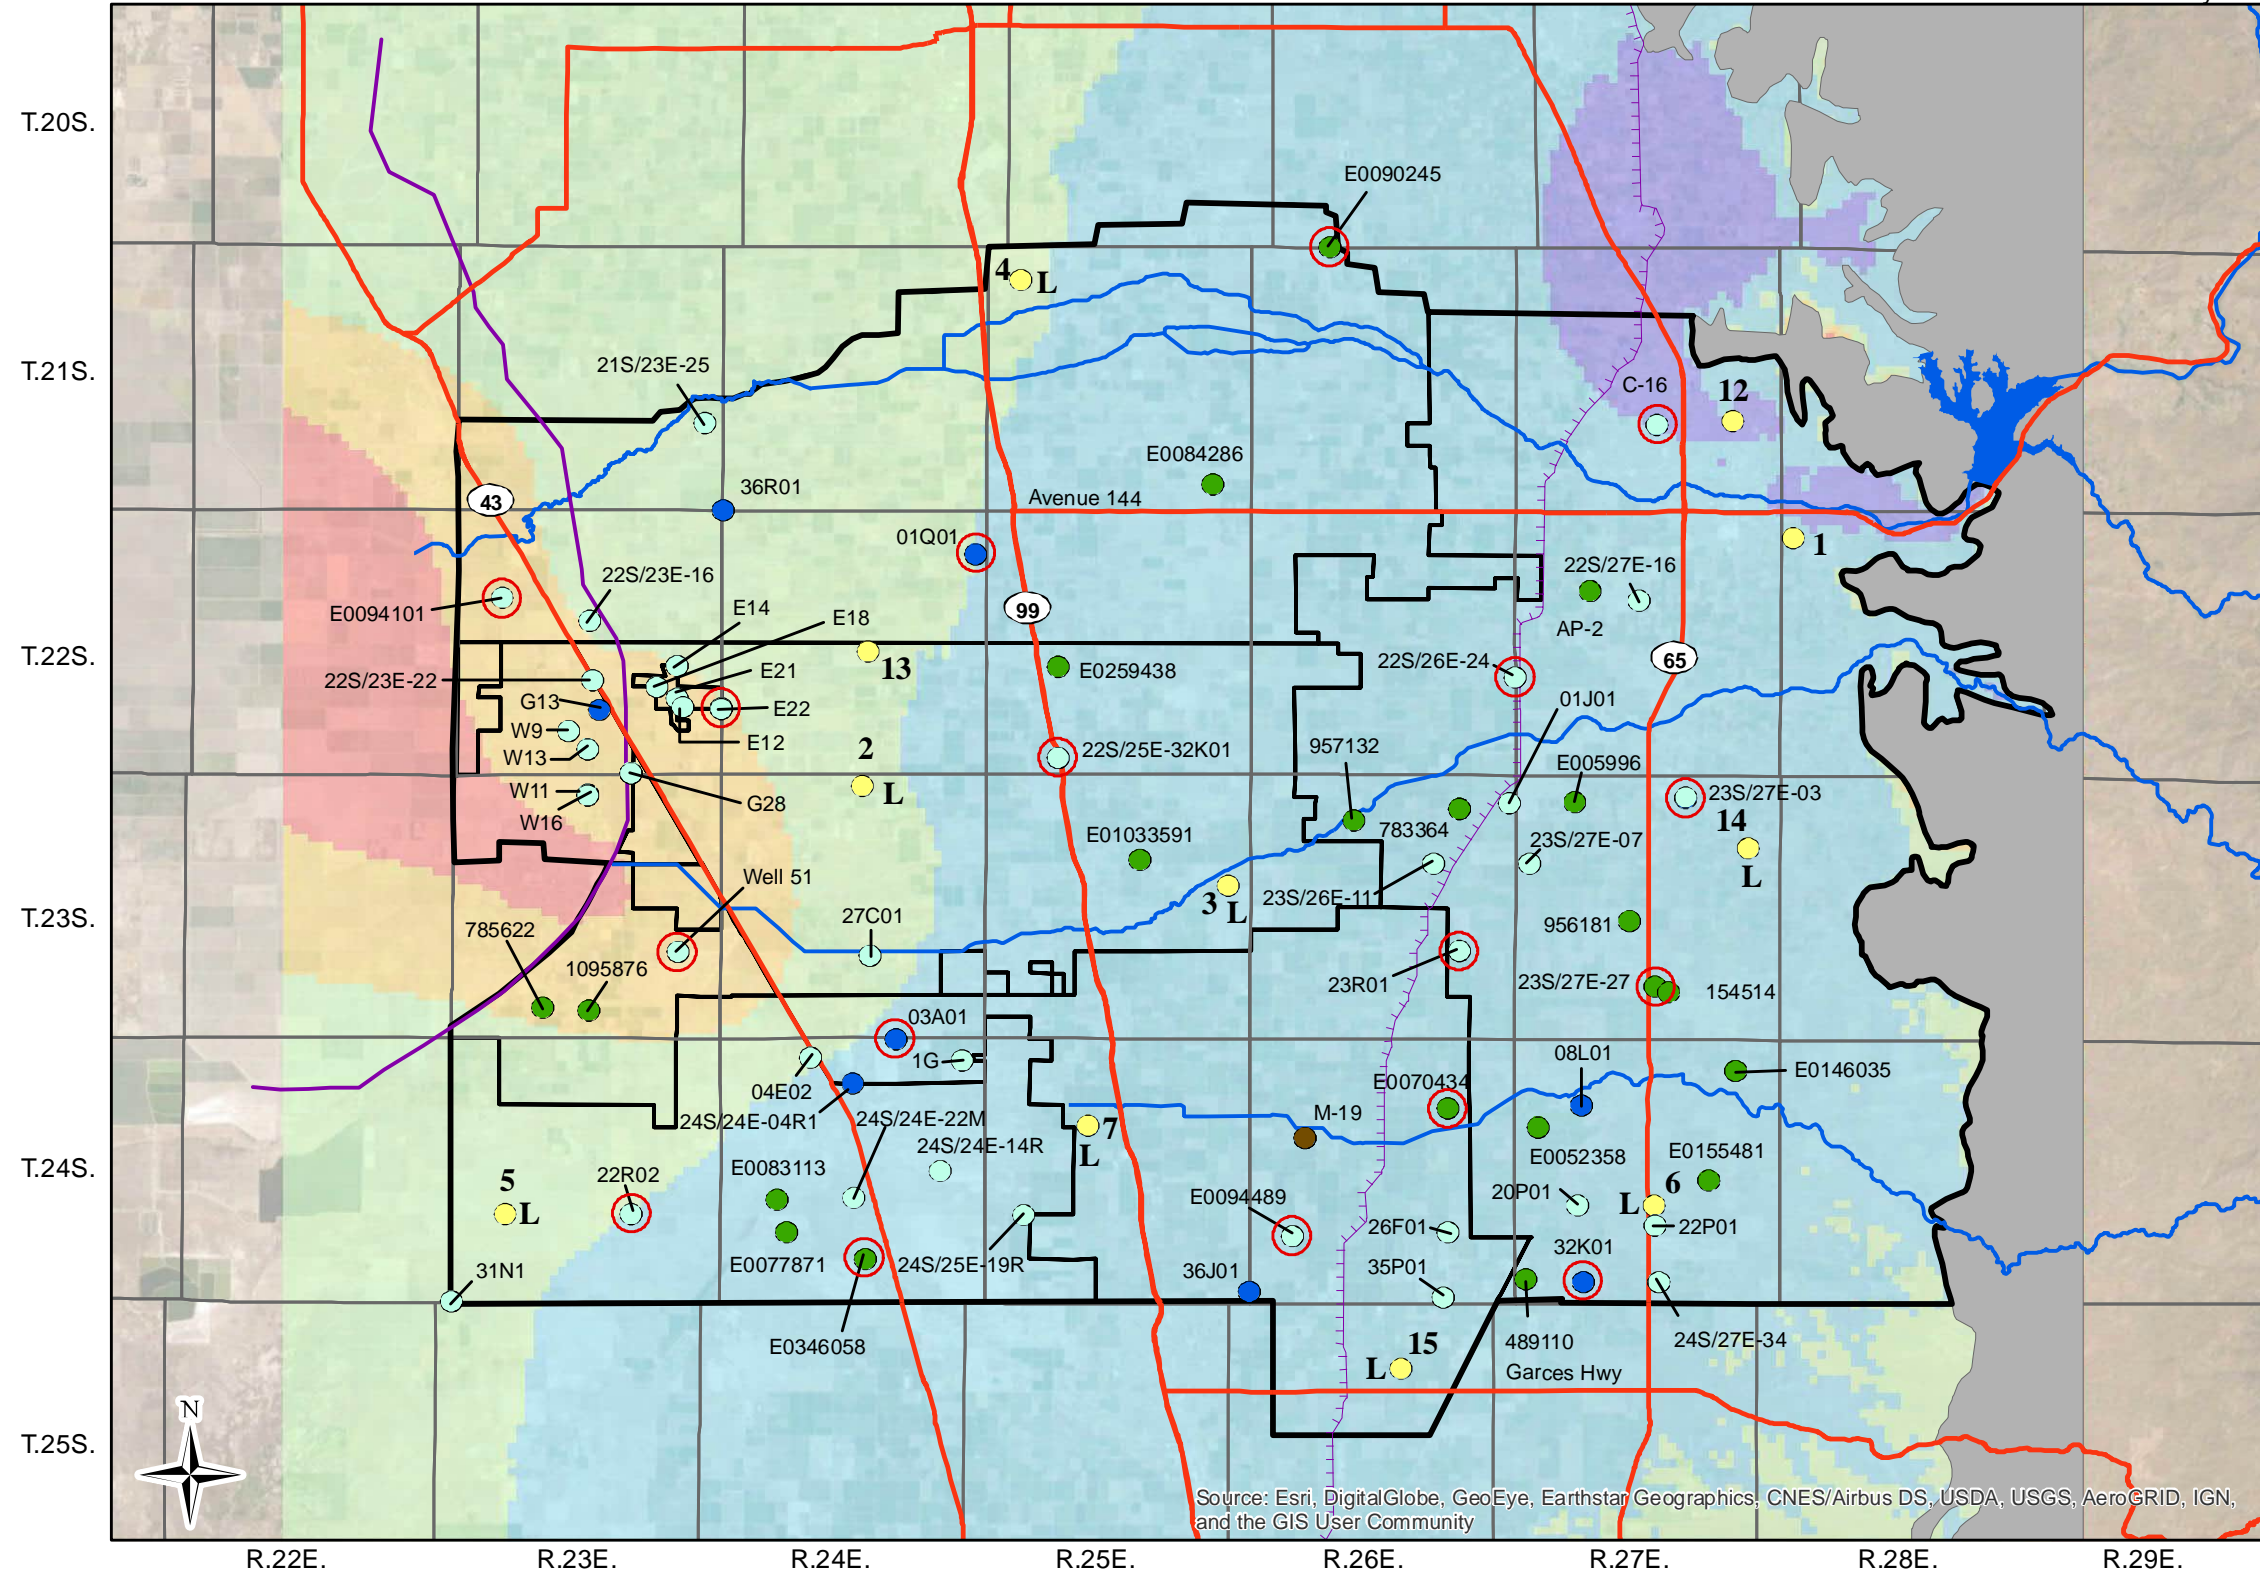 T.20S.
E0090245
4
L
T.21S.
21S/23E-25
C-16
12
E0084286
36R01
43
Avenue 144
01Q01
1
22S/27E-16
22S/23E-16
E14
E18
99
E0094101
AP-2
T.22S.
13
E21
E0259438
22S/26E-24
65
22S/23E-22
G13
E22
01J01
W9
E12
2
22S/25E-32K01
957132
W13
E005996
W11
L
G28
23S/27E-03
W16
E01033591
783364
14
23S/27E-07
Well 51
L
3
L
23S/26E-11
T.23S.
27C01
785622
956181
1095876
23R01
23S/27E-27
154514
03A01
1G
08L01
E0146035
04E02
E0070434
24S/24E-04R1
24S/24E-22M
M-19
7
24S/24E-14R
L
E0052358
E0155481
T.24S.
E0083113
22R02
5
L
E0094489
20P01
6
L
26F01
22P01
E0077871
24S/25E-19R
32K01
31N1
36J01
35P01
E0346058
15
L
489110
24S/27E-34
Garces Hwy
N
T.25S.
Source: Esri, DigitalGlobe, GeoEye, Earthstar Geographics, CNES/Airbus DS, USDA, USGS, AeroGRID, IGN,
and the GIS User Community
R.22E.
R.23E.
R.24E.
R.25E.
R.26E.
R.27E.
R.28E.
R.29E.